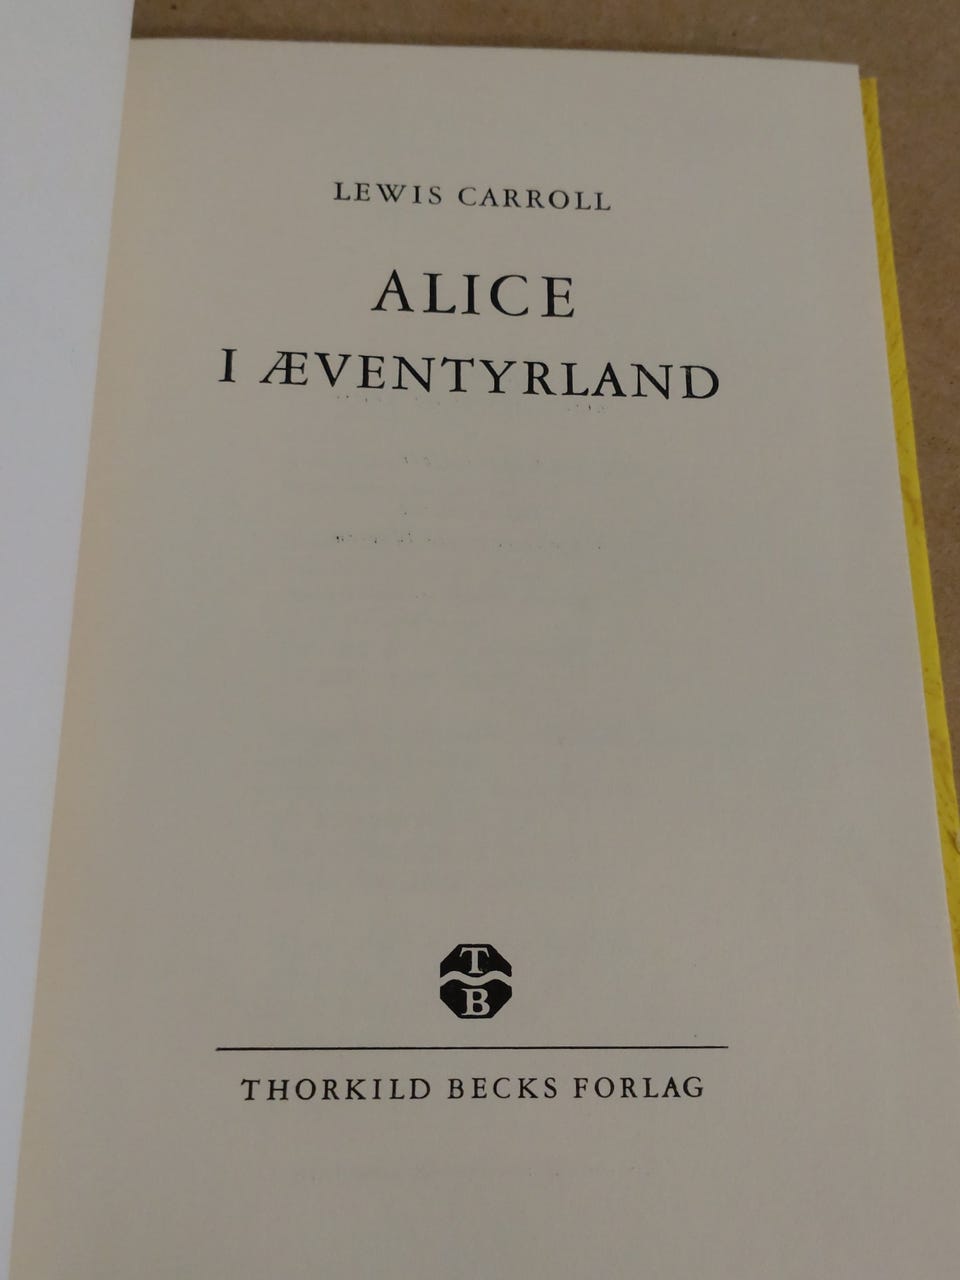 LEWIS CARROLL
ALICE
I ÆVENTYRLAND
T
B
THORKILD BECKS FORLAG